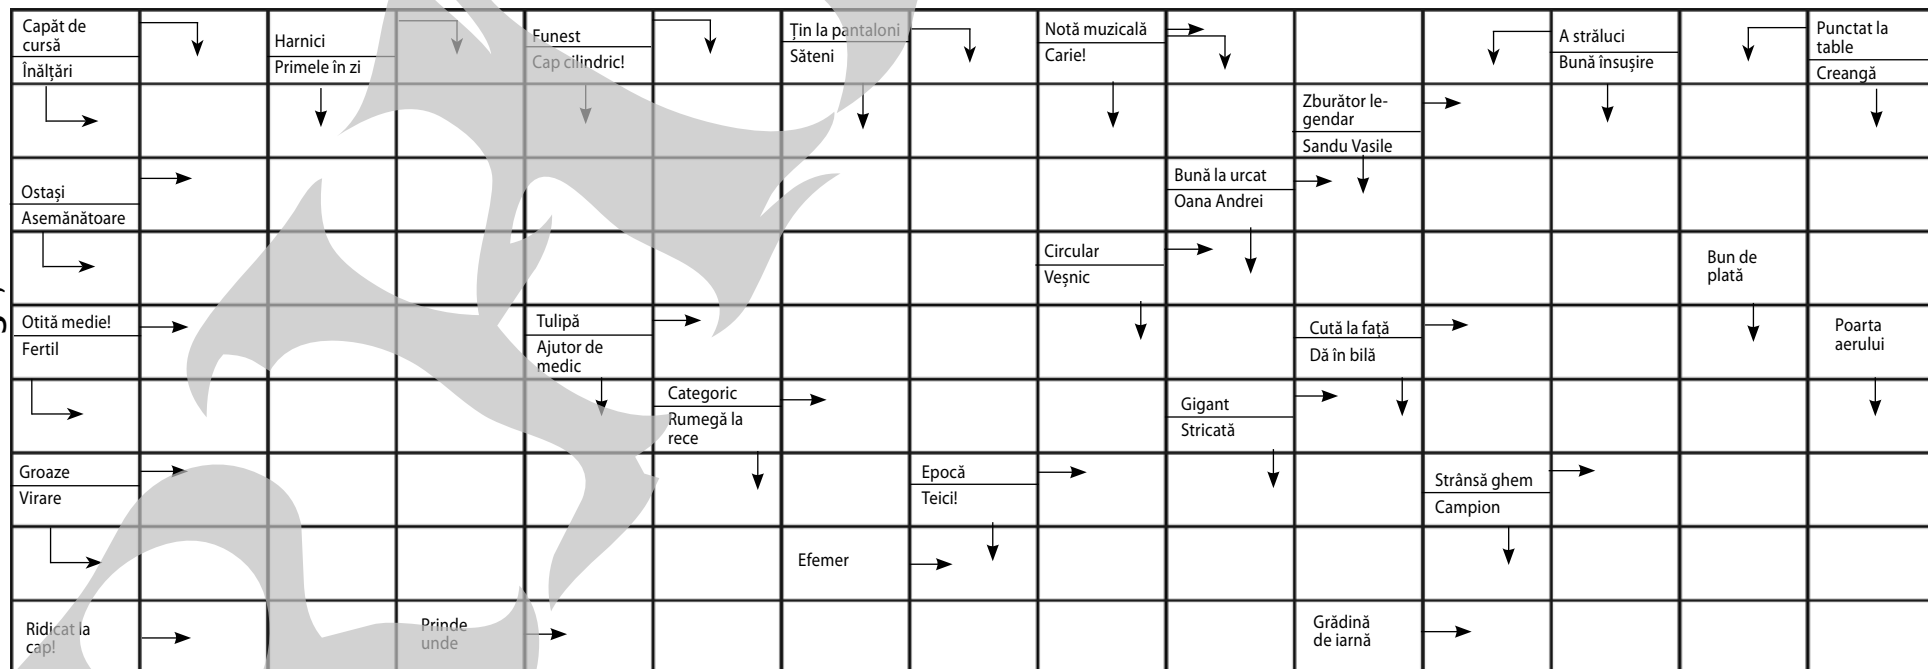 Capăt de
cursă
Înălțări
Harnici
Primele în zi
Funest
Cap cilindric!
Țin la pantaloni
Săteni
Notă muzicală
Carie!
A străluci
Bună însușire
Punctat la
table
Creangă
Zburător le-
gendar
Sandu Vasile
Ostași
Asemănătoare
Bună la urcat
Oana Andrei
Circular
Veșnic
Bun de
plată
Otită medie!
Fertil
Tulipă
Ajutor de
medic
Cută la față
Dă în bilă
Poarta
aerului
Categoric
Rumegă la
rece
Gigant
Stricată
Groaze
Virare
Epocă
Teici!
Strânsă ghem
Campion
Efemer
Ridicat la
cap!
Prinde
unde
Grădină
de iarnă